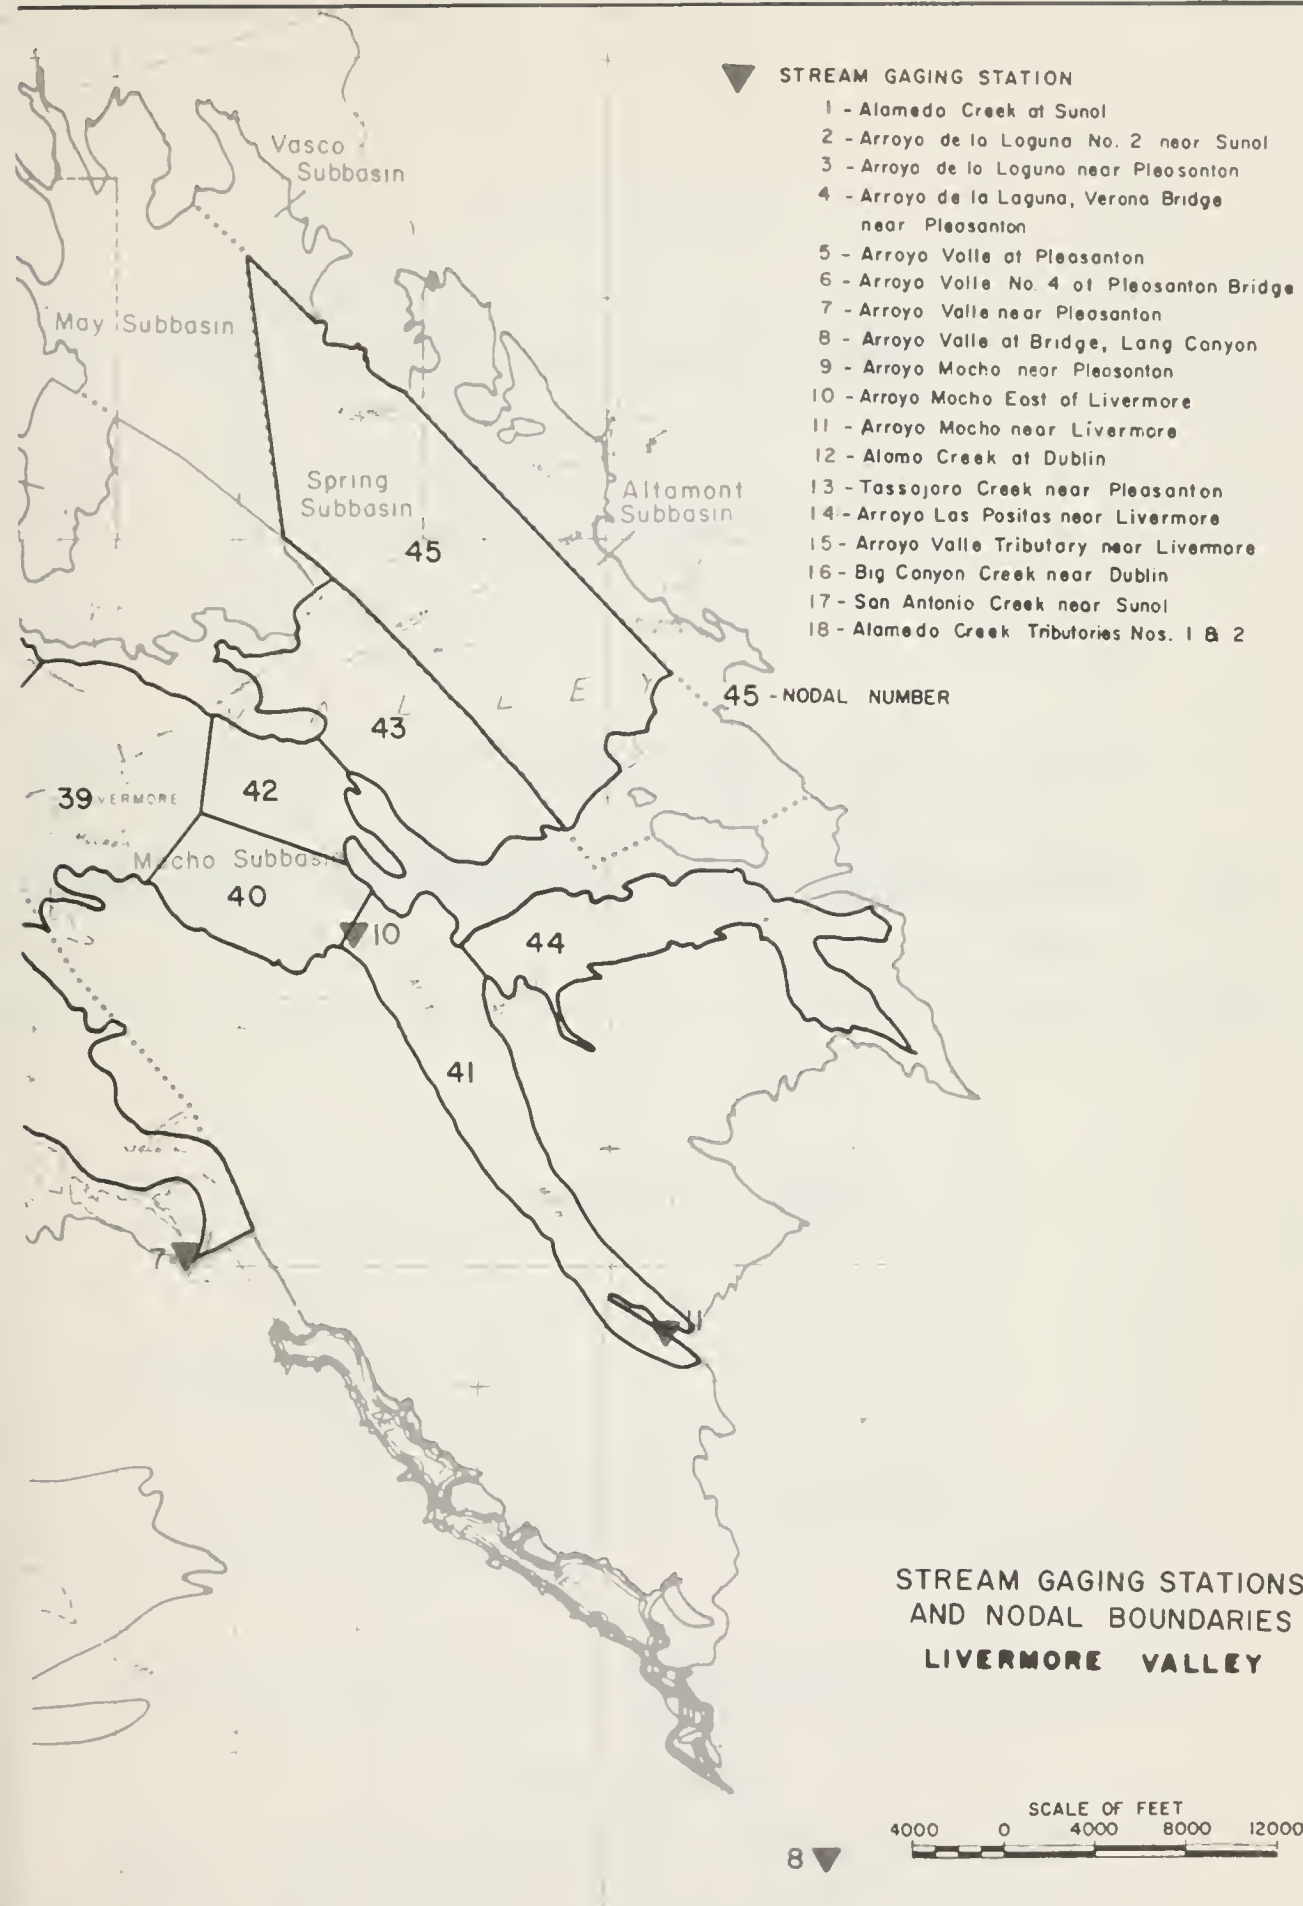 STREAM GAGING STATION
1 - Alamedo Creek at Sunol
2 - Arroyo de la Laguna No. 2 near Sunol
3 - Arroyo de la Laguna near Pleasonton
4 - Arroyo de la Laguna, Verona Bridge
near Pleasanton
5 - Arroyo Valle at Pleasanton
6 - Arroyo Valle No. 4 at Pleasanton Bridge
7 - Arroyo Valle near Pleasanton
8 - Arroyo Valle at Bridge, Lang Canyon
9 - Arroyo Mocho near Pleasonton
10 - Arroyo Mocho East of Livermore
11 - Arroyo Mocho near Livermore
12 - Alamo Creek at Dublin
13 - Tassojaro Creek near Pleasanton
14 - Arroyo Las Positas near Livermore
15 - Arroyo Valle Tributary near Livermore
16 - Big Canyon Creek near Dublin
17 - San Antonio Creek near Sunol
18 - Alamedo Creek Tributories Nos. 1 & 2
45 - NODAL NUMBER
Vasco
Subbasin
May Subbasin
Spring
Subbasin
45
Altamont
Subbasin
L L E Y
43
42
39
VERMORE
Mocho Subbasin
40
10
44
41
7
11
8
STREAM GAGING STATIONS
AND NODAL BOUNDARIES
LIVERMORE VALLEY
SCALE OF FEET
4000 0 4000 8000 12000